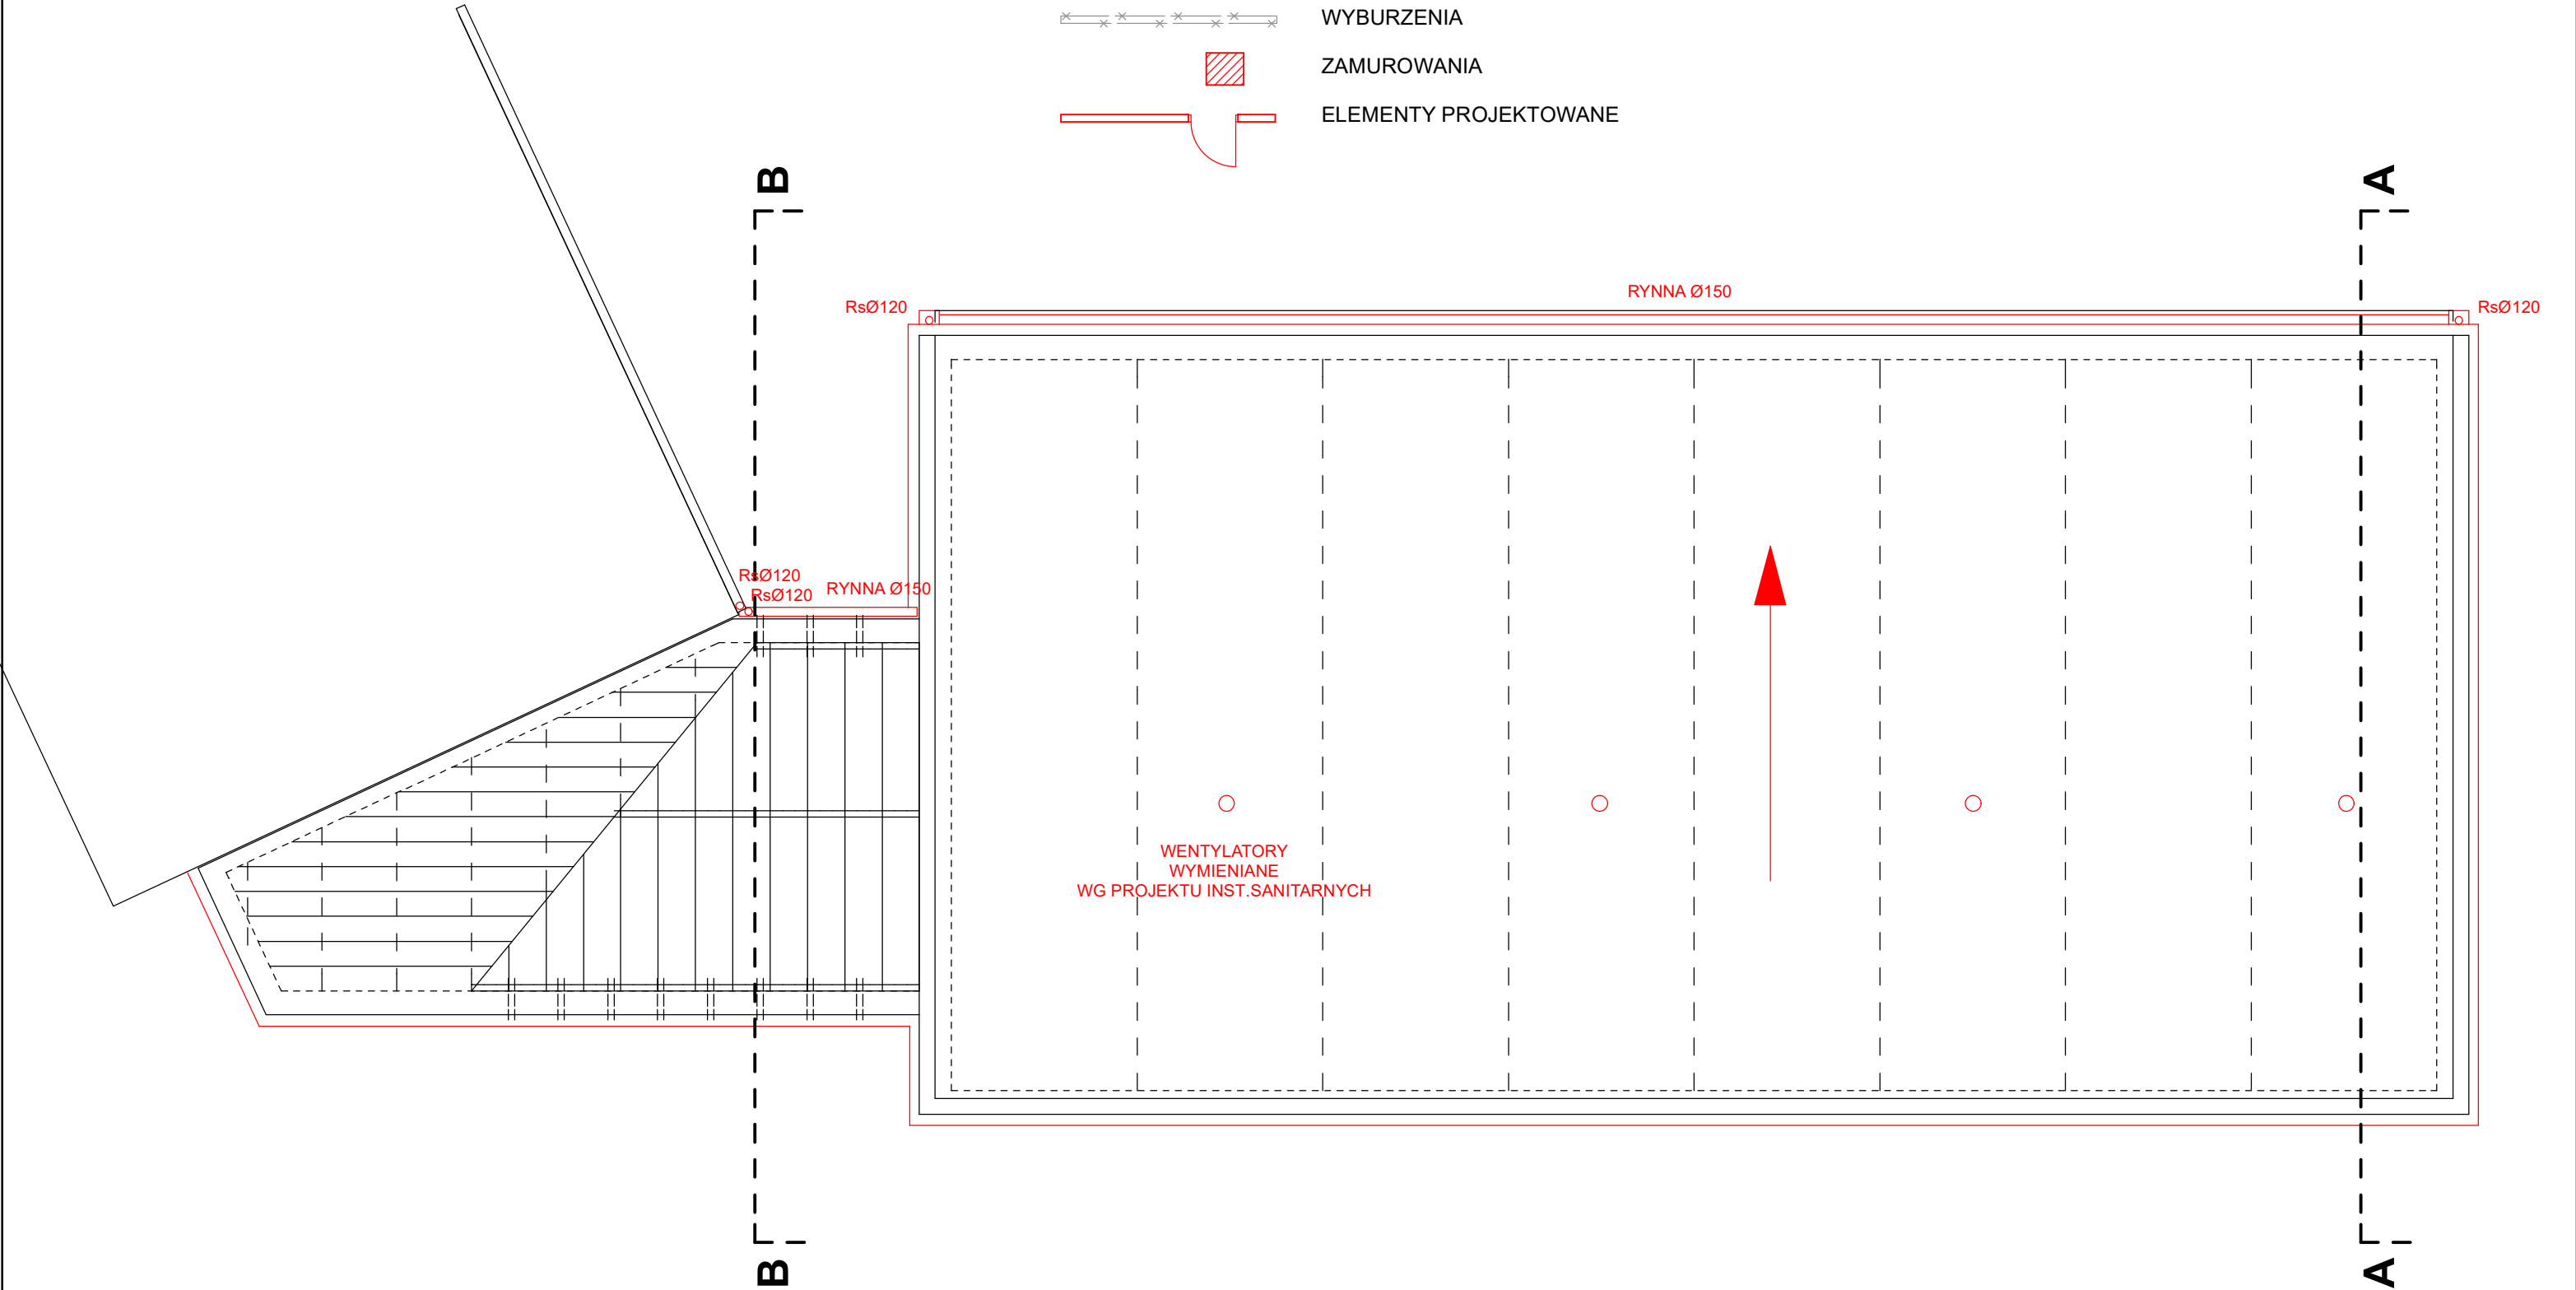 WYBURZENIA
ZAMUROWANIA
ELEMENTY PROJEKTOWANE
B
A
RYNNA Ø150
RsØ120
RsØ120
RsØ120
RsØ120
RYNNA Ø150
WENTYLATORY
WYMIENIANE
WG PROJEKTU INST.SANITARNYCH
B
A